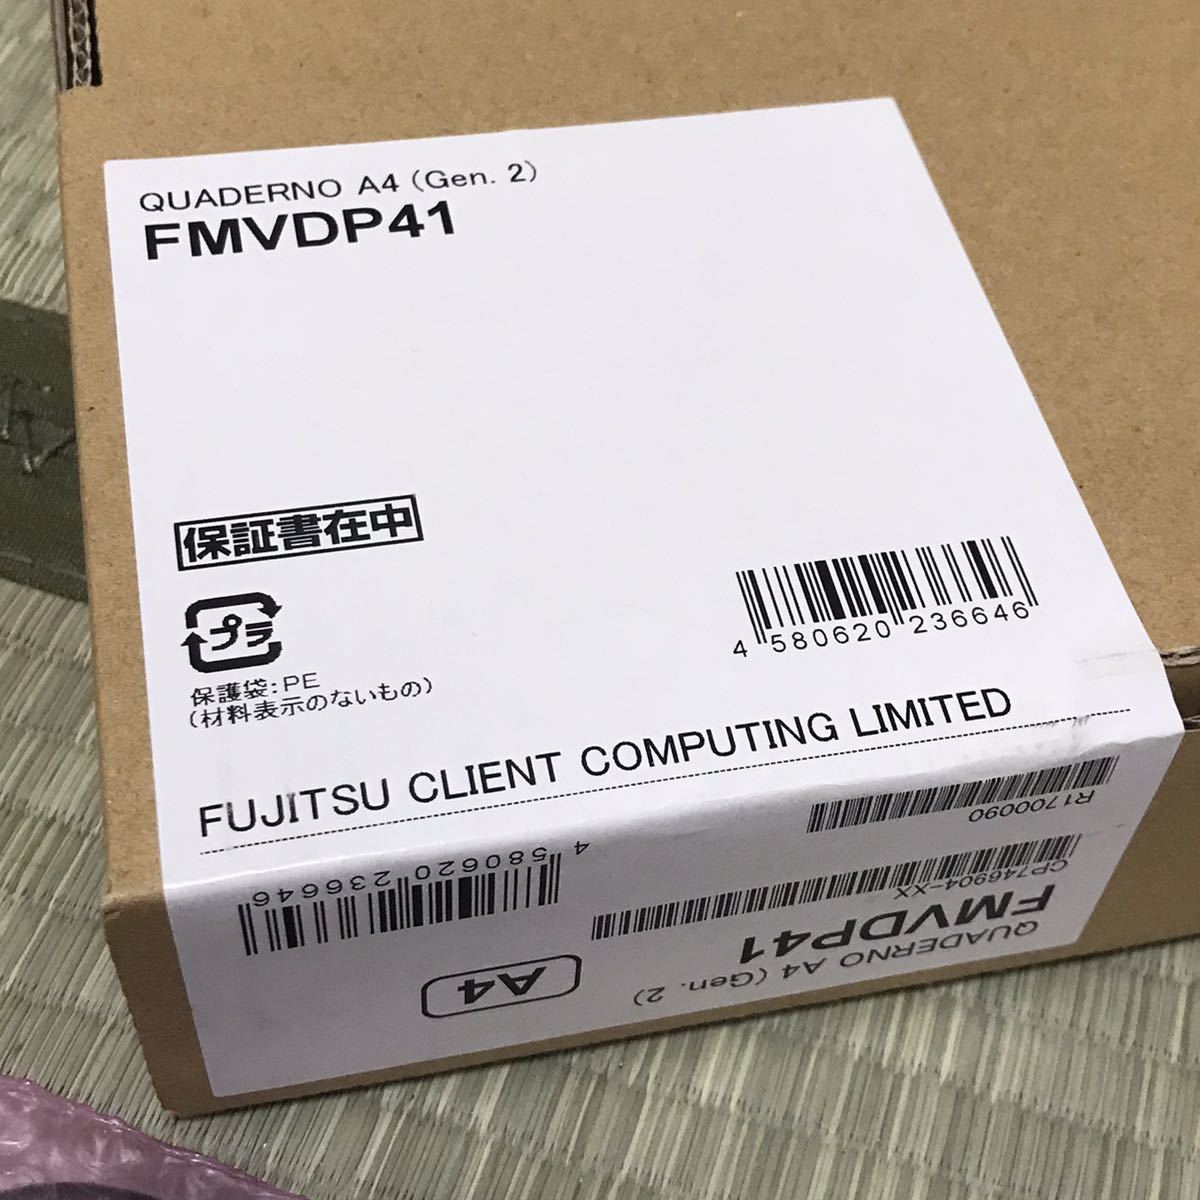 QUADERNO A4 (Gen. 2)
FMVDP41
保証書在中
プラ
保護袋:PE
(材料表示のないもの)
4 580620 236646
FUJITSU CLIENT COMPUTING LIMITED
R1700090
CP746904-XX
4 580620 236646
QUADERNO A4 (Gen. 2)
FMVDP41
A4